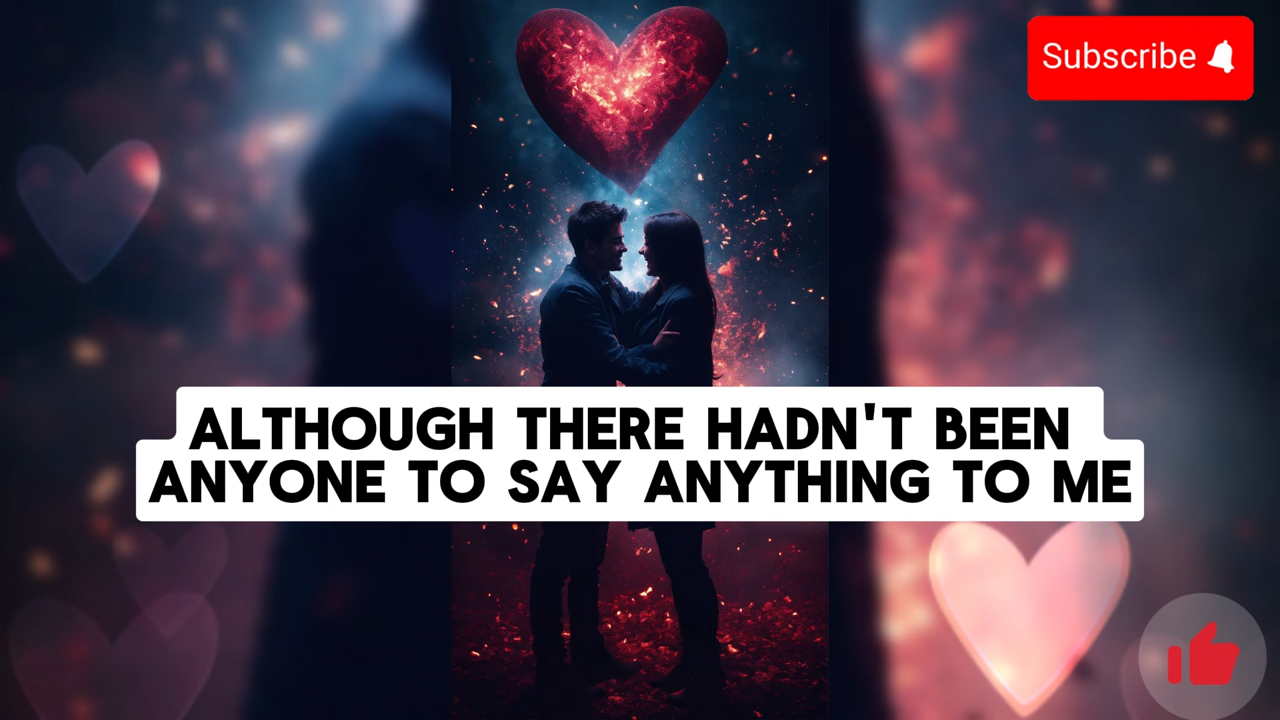 Subscribe
ALTHOUGH THERE HADN'T BEEN
ANYONE TO SAY ANYTHING TO ME